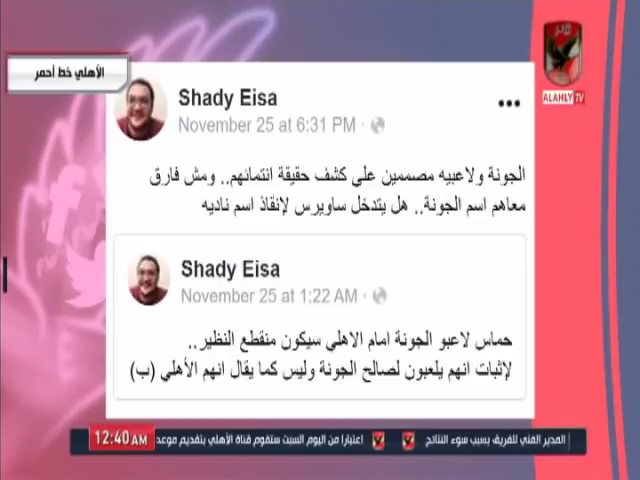 الأهلي خط أحمر
ALAHLY TV
Shady Eisa
November 25 at 6:31 PM
الجونة ولاعبيه مصممين على كشف حقيقة انتمائهم.. ومش فارق
معاهم اسم الجونة.. هل يتدخل ساويرس لإنقاذ اسم ناديه
Shady Eisa
November 25 at 1:22 AM
حماس لاعبو الجونة امام الاهلي سيكون منقطع النظير..
لإثبات انهم يلعبون لصالح الجونة وليس كما يقال انهم الأهلي (ب)
12:40 AM
المدير الفني للفريق بسبب سوء النتائج
اعتبارا من اليوم السبت ستقوم قناة الأهلي بتقديم موعد